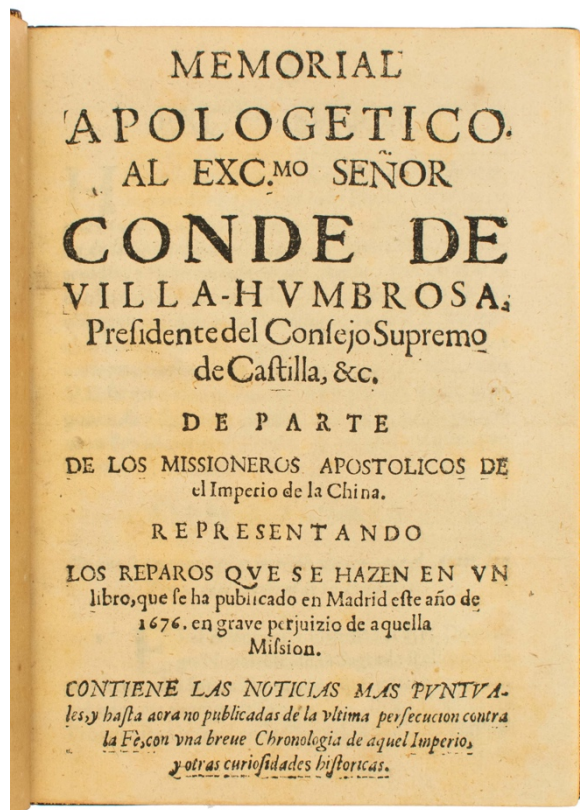 MEMORIAL
APOLOGETICO.
AL EXC.MO SEÑOR
CONDE DE
VILLA-HVMBROSA.
Presidente del Consejo Supremo
de Castilla, &c.
DE PARTE
DE LOS MISSIONEROS APOSTOLICOS DE
el Imperio de la China.
REPRESENTANDO
LOS REPAROS QVE SE HAZEN EN VN
libro, que se ha publicado en Madrid este año de
1676. en grave perjuizio de aquella
Mission.
CONTIENE LAS NOTICIAS MAS PVNTVA-
les, y hasta aora no publicadas de la vltima persecucion contra
la Fè, con vna breue Chronologia de aquel Imperio,
y otras curiosidades historicas.